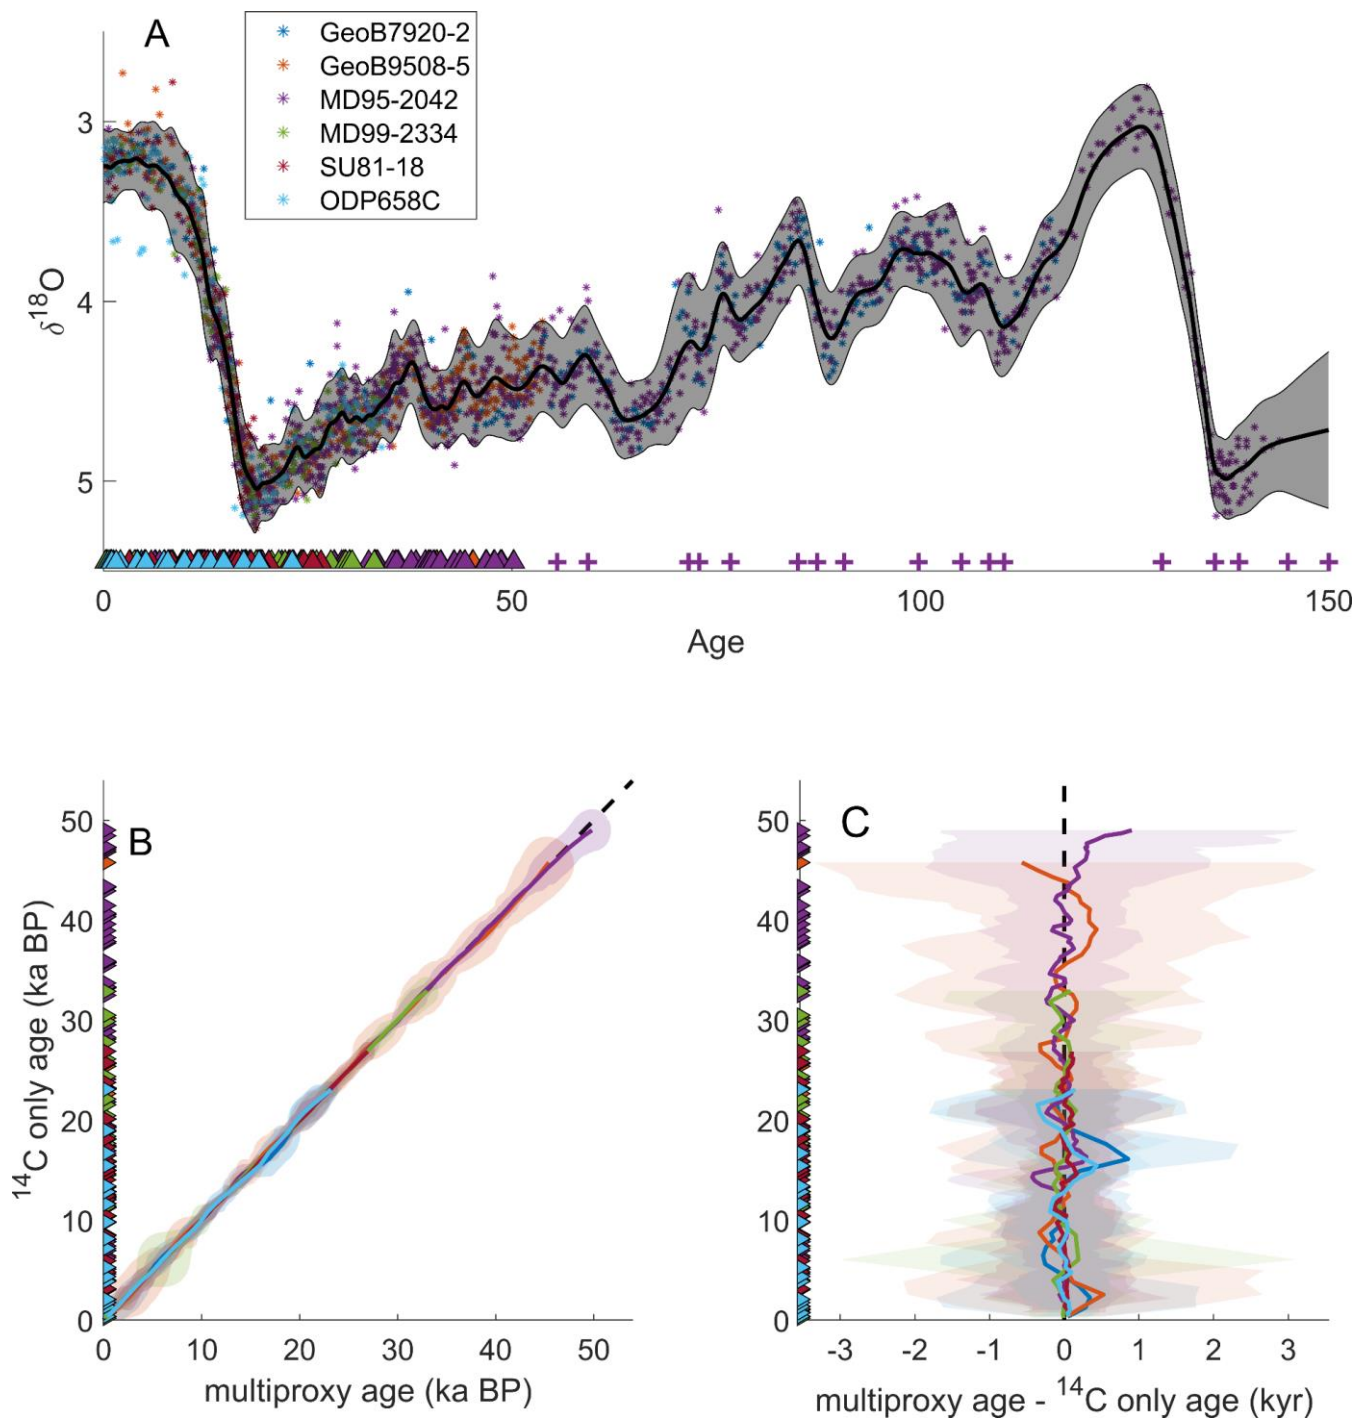 A
GeoB7920-2
GeoB9508-5
MD95-2042
MD99-2334
SU81-18
ODP658C
3
4
5
δ18O
0 50 100 150
Age
B
50
40
30
20
10
0
14C only age (ka BP)
0 10 20 30 40 50
multiproxy age (ka BP)
C
50
40
30
20
10
0
-3 -2 -1 0 1 2 3
multiproxy age - 14C only age (kyr)